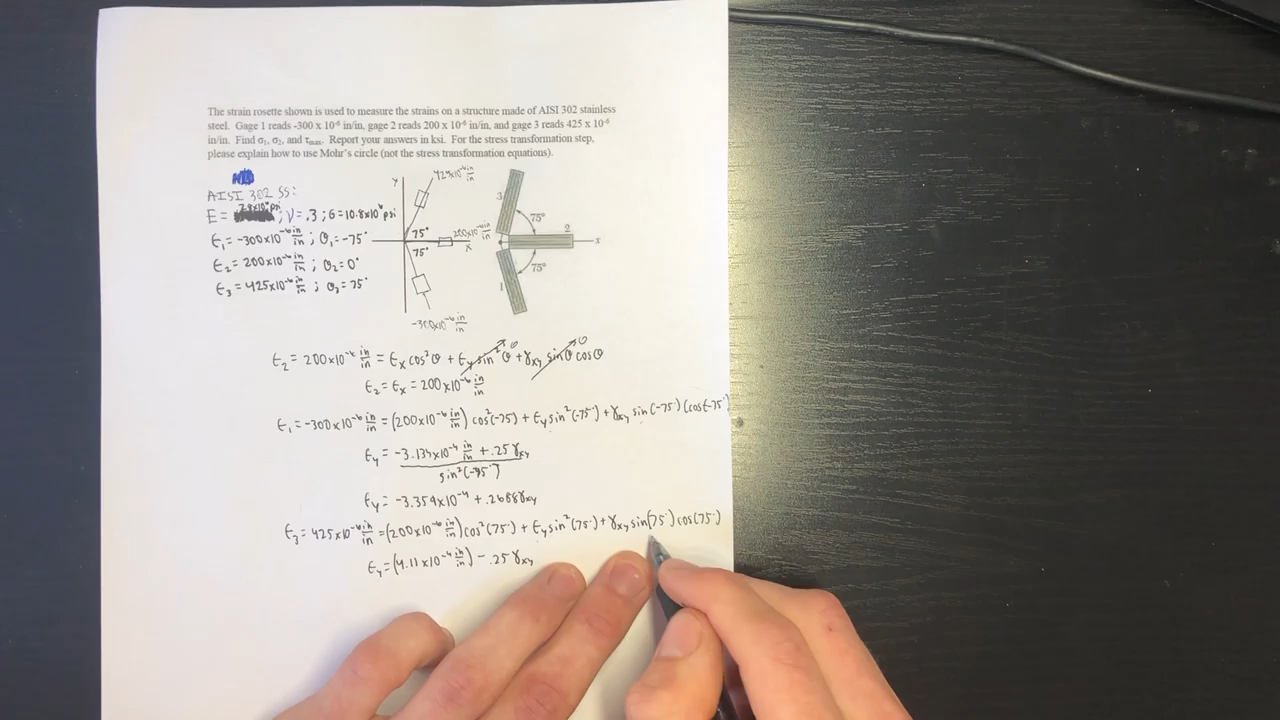 The strain rosette shown is used to measure the strains on a structure made of AISI 302 stainless
steel. Gage 1 reads -300 x 10⁻⁶ in/in, gage 2 reads 200 x 10⁻⁶ in/in, and gage 3 reads 425 x 10⁻⁶
in/in. Find σ₁, σ₂, and τmax. Report your answers in ksi. For the stress transformation step,
please explain how to use Mohr's circle (not the stress transformation equations).
AISI 302 SS:
E = psi ; ν = .3 ; G = 10.8x10⁶ psi
ϵ₁ = -300x10⁻⁶ in/in ; θ₁ = -75°
ϵ₂ = 200x10⁻⁶ in/in ; θ₂ = 0°
ϵ₃ = 425x10⁻⁶ in/in ; θ₃ = 75°
y
425x10⁻⁶ in/in
75°
200x10⁻⁶ in/in
x
75°
-300x10⁻⁶ in/in
3
75°
2
x
75°
1
ϵ₂ = 200x10⁻⁶ in/in = ϵx cos²θ + ϵy sin²θ + γxy sinθ cosθ
0
0
ϵ₂ = ϵx = 200x10⁻⁶ in/in
ϵ₁ = -300x10⁻⁶ in/in = (200x10⁻⁶ in/in) cos²(-75) + ϵy sin²(-75°) + γxy sin(-75)(cos(-75°
ϵy = -3.134x10⁻⁴ in/in + .25γxy
sin²(-75°)
ϵy = -3.359x10⁻⁴ + .2688γxy
ϵ₃ = 425x10⁻⁶ in/in = (200x10⁻⁶ in/in) cos²(75°) + ϵy sin²(75°) + γxy sin(75°) cos(75°)
ϵy = (4.11x10⁻⁴ in/in) - .25γxy